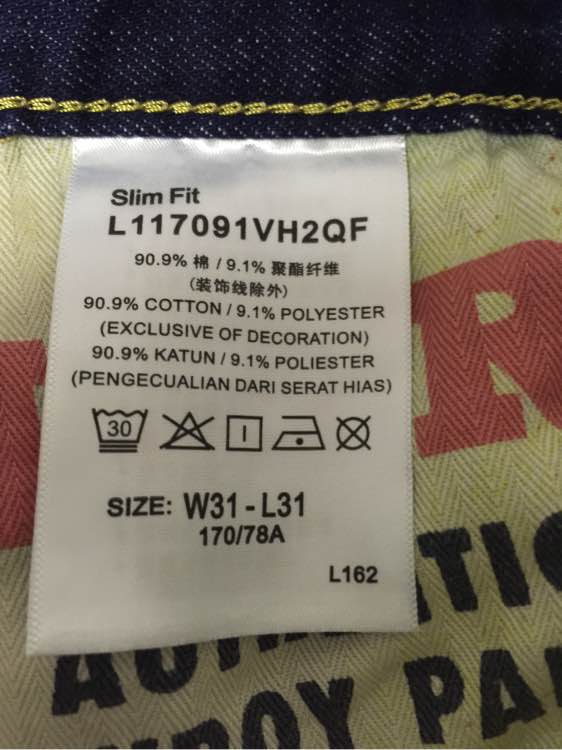 Slim Fit
L117091VH2QF
90.9% 棉 / 9.1% 聚酯纤维
(装饰线除外)
90.9% COTTON / 9.1% POLYESTER
(EXCLUSIVE OF DECORATION)
90.9% KATUN / 9.1% POLIESTER
(PENGECUALIAN DARI SERAT HIAS)
30
SIZE: W31 - L31
170/78A
L162